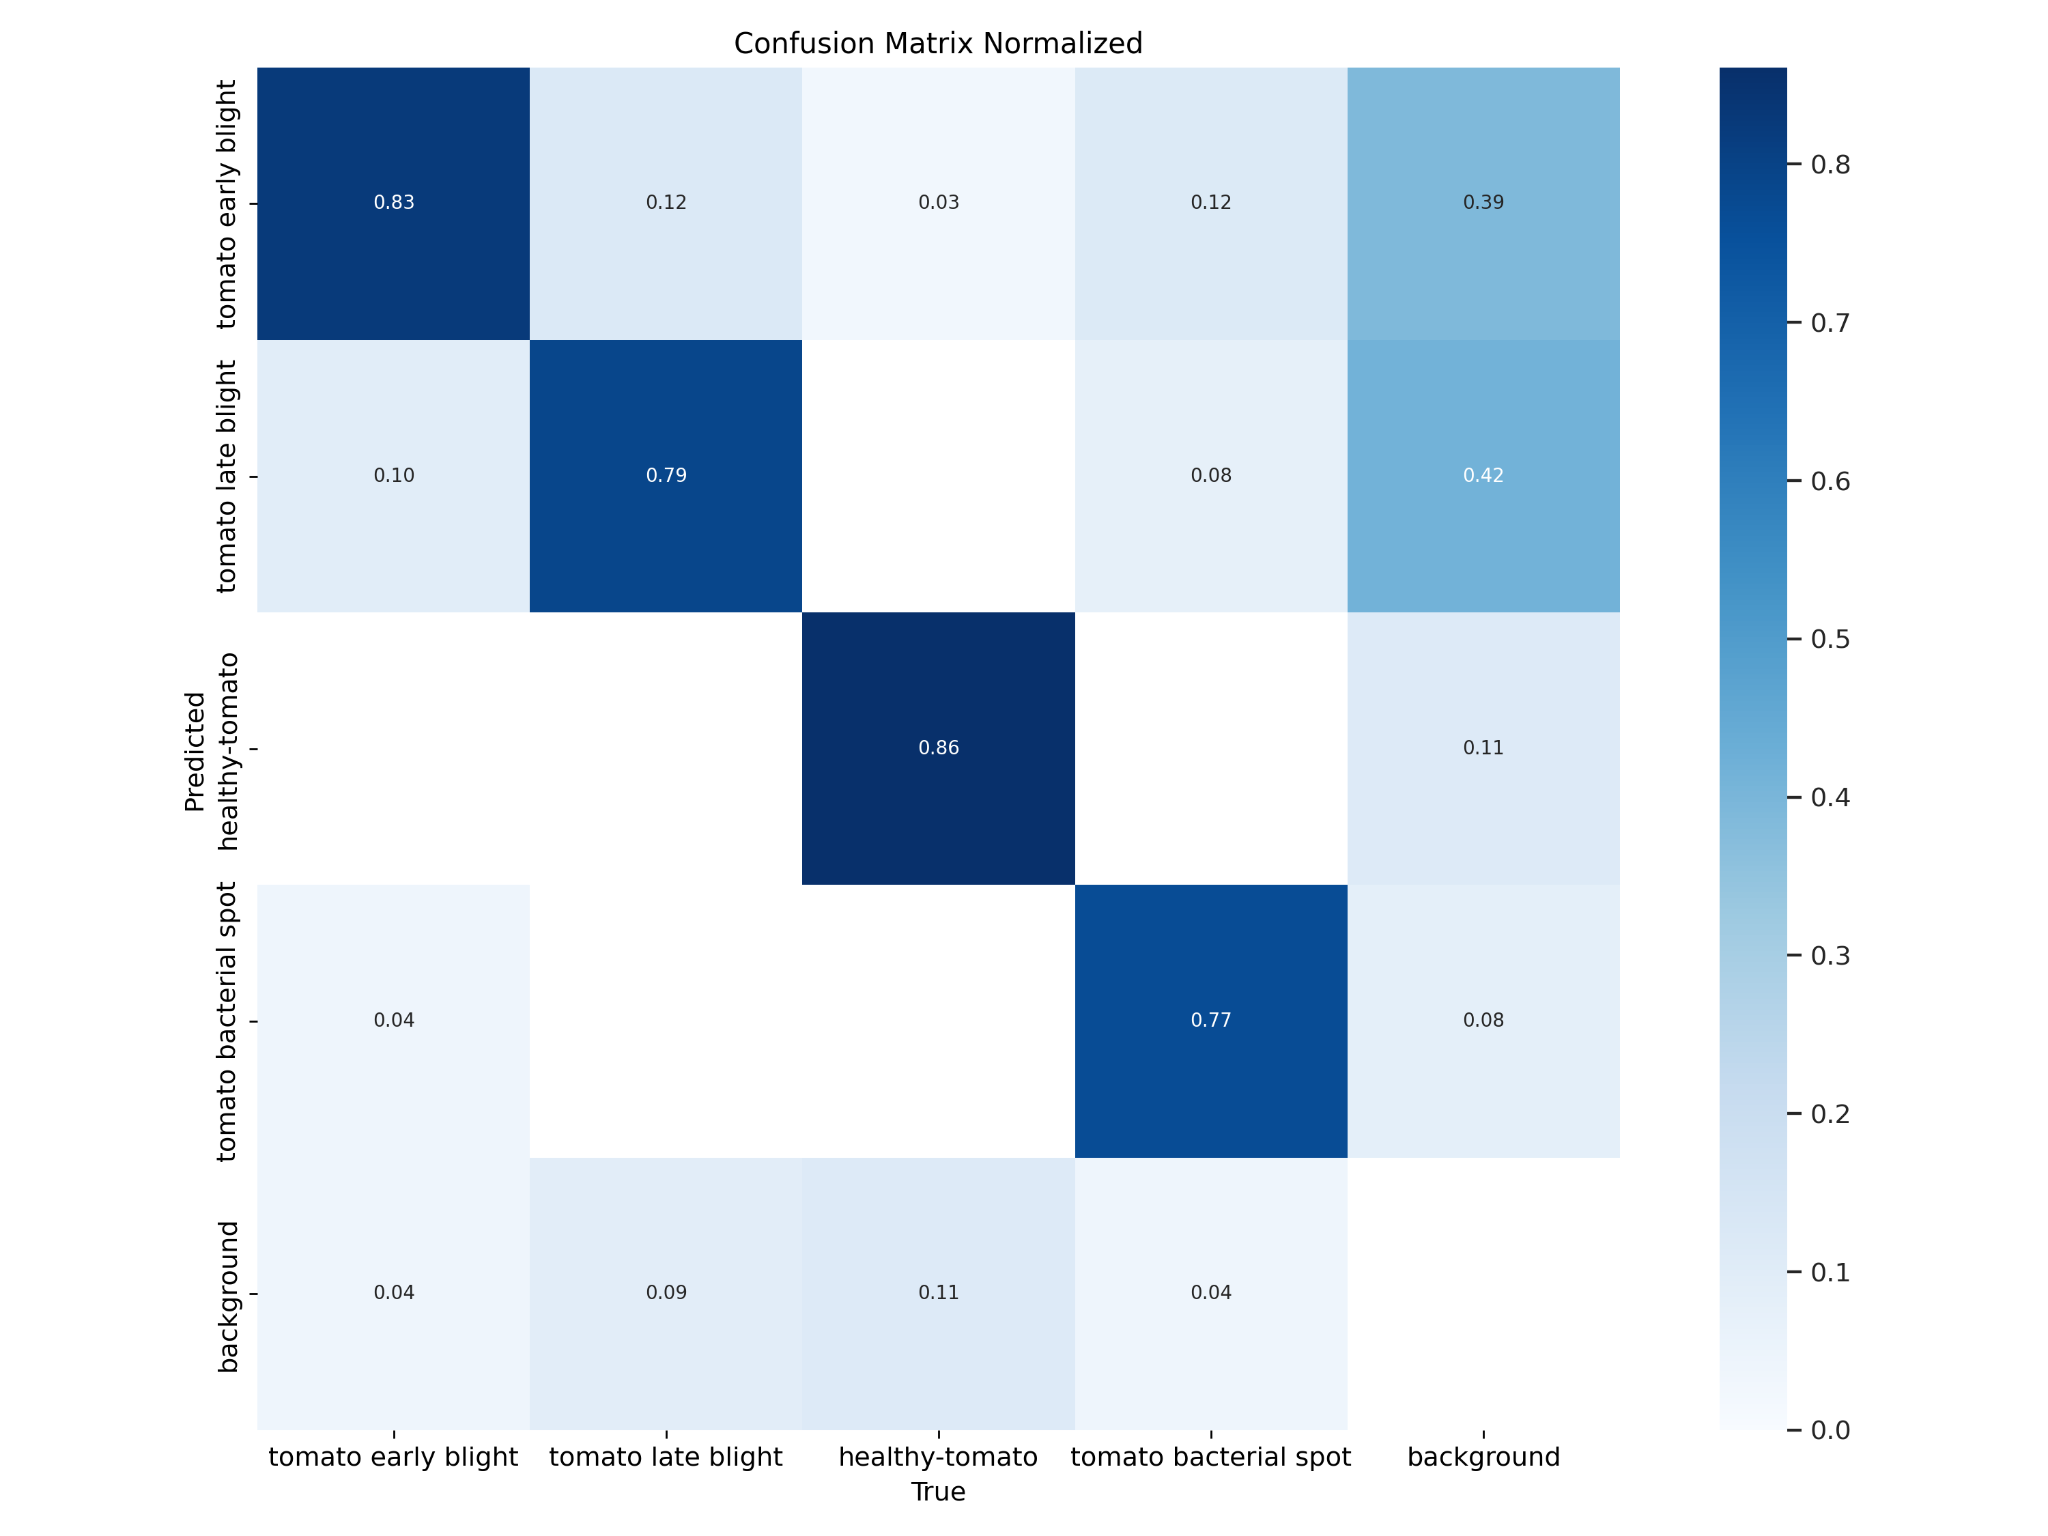 Confusion Matrix Normalized
Predicted
tomato early blight
0.83 0.12 0.03 0.12 0.39
tomato late blight
0.10 0.79 0.08 0.42
healthy-tomato
0.86 0.11
tomato bacterial spot
0.04 0.77 0.08
background
0.04 0.09 0.11 0.04
tomato early blight tomato late blight healthy-tomato tomato bacterial spot background
True
0.8
0.7
0.6
0.5
0.4
0.3
0.2
0.1
0.0